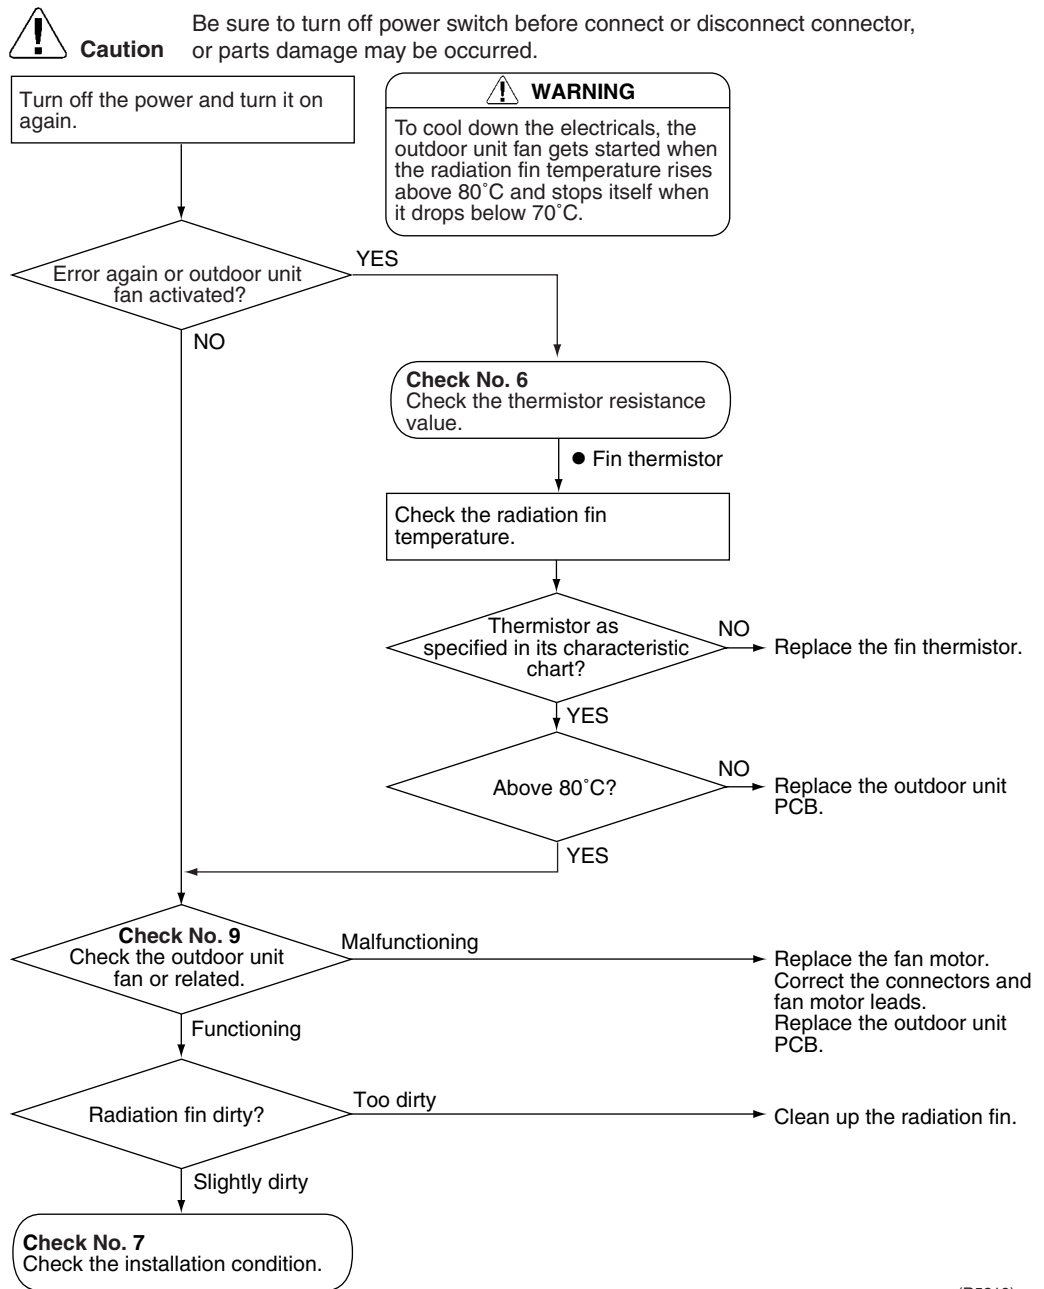 Be sure to turn off power switch before connect or disconnect connector,
Caution or parts damage may be occurred.
Turn off the power and turn it on
again.
WARNING
To cool down the electricals, the
outdoor unit fan gets started when
the radiation fin temperature rises
above 80˚C and stops itself when
it drops below 70˚C.
Error again or outdoor unit
fan activated?
YES
NO
Check No. 6
Check the thermistor resistance
value.
● Fin thermistor
Check the radiation fin
temperature.
Thermistor as
specified in its characteristic
chart?
NO
Replace the fin thermistor.
YES
Above 80˚C?
NO
Replace the outdoor unit
PCB.
YES
Check No. 9
Check the outdoor unit
fan or related.
Malfunctioning
Replace the fan motor.
Correct the connectors and
fan motor leads.
Replace the outdoor unit
PCB.
Functioning
Radiation fin dirty?
Too dirty
Clean up the radiation fin.
Slightly dirty
Check No. 7
Check the installation condition.